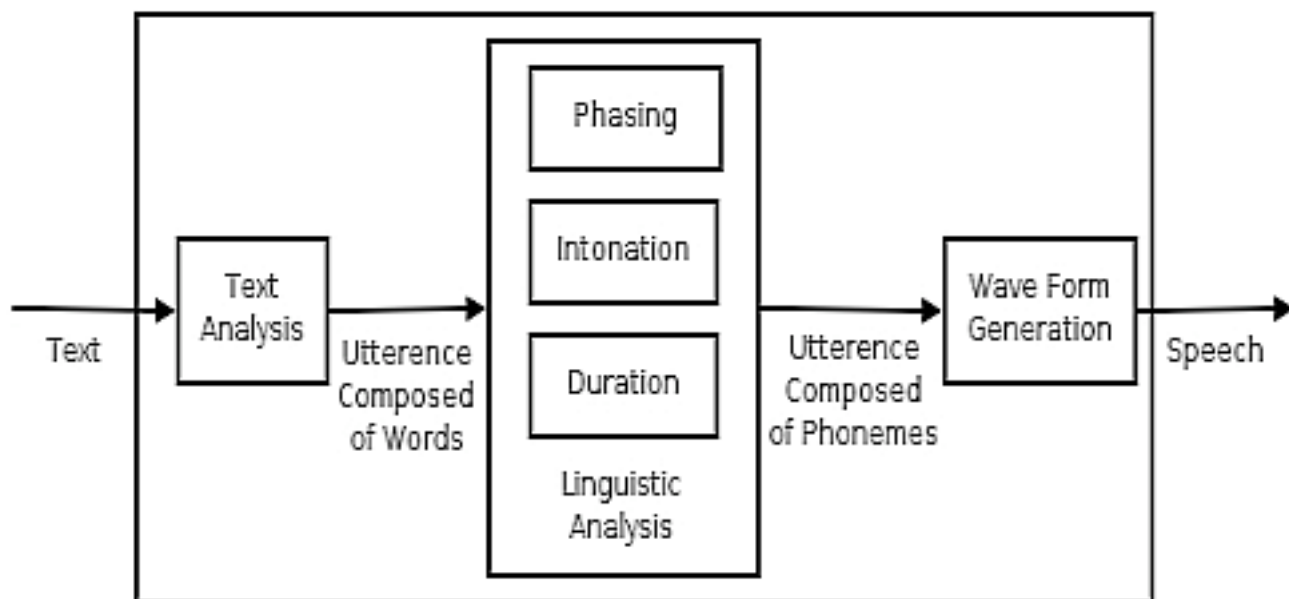 Text
Text
Analysis
Utterence
Composed
of Words
Phasing
Intonation
Duration
Linguistic
Analysis
Utterence
Composed
of Phonemes
Wave Form
Generation
Speech